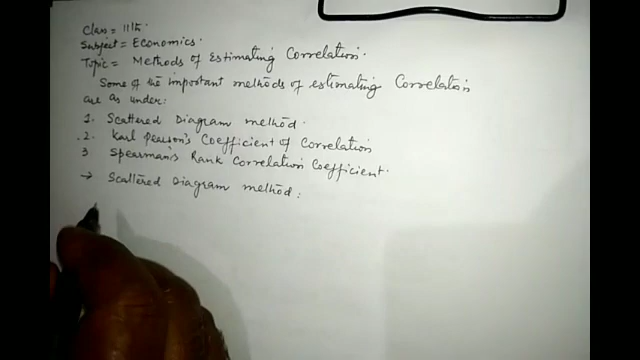 Class = 11th.
Subject = Economics.
Topic = Methods of Estimating Correlation.
Some of the important methods of estimating Correlation
are as under:
1. Scattered Diagram method.
2. Karl Pearson's Coefficient of Correlation
3 Spearman's Rank Correlation Coefficient.
→ Scattered Diagram method: